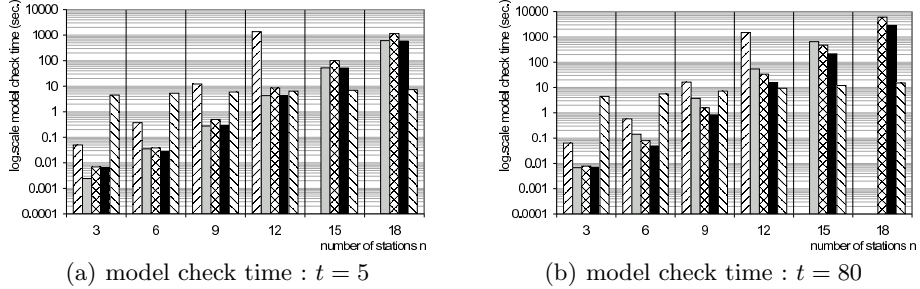 log.scale model check time (sec.)
10000
1000
100
10
1
0.1
0.01
0.001
0.0001
3 6 9 12 15 18
number of stations n
(a) model check time : t = 5
log.scale model check time (sec.)
10000
1000
100
10
1
0.1
0.01
0.001
0.0001
3 6 9 12 15 18
number of stations n
(b) model check time : t = 80